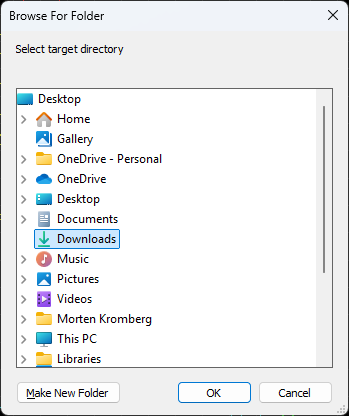 Browse For Folder
Select target directory
Desktop
Home
Gallery
OneDrive - Personal
OneDrive
Desktop
Documents
Downloads
Music
Pictures
Videos
Morten Kromberg
This PC
Libraries
Make New Folder
OK
Cancel